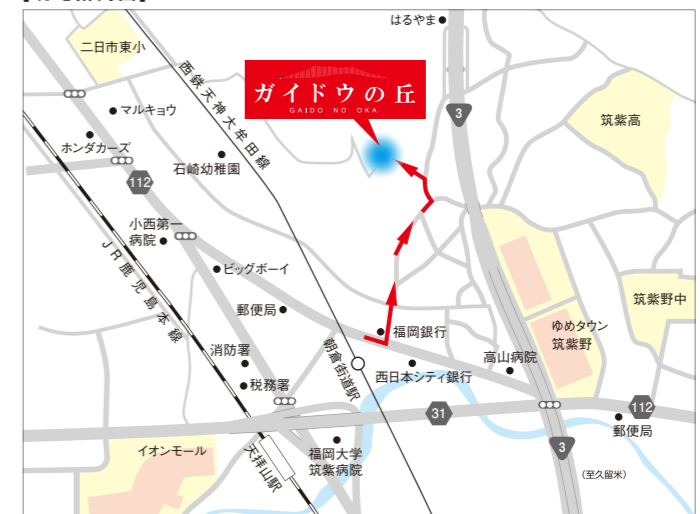 はるやま
二日市東小
西鉄天神大牟田線
ガイドウの丘
GAIDO NO OKA
3
マルキョウ
筑紫高
ホンダカーズ
石崎幼稚園
112
小西第一
病院
JR鹿児島本線
ビッグボーイ
筑紫野中
郵便局
ゆめタウン
筑紫野
福岡銀行
朝倉街道駅
消防署
高山病院
西日本シティ銀行
税務署
31
112
郵便局
イオンモール
天拝山駅
福岡大学
筑紫病院
3
(至久留米)